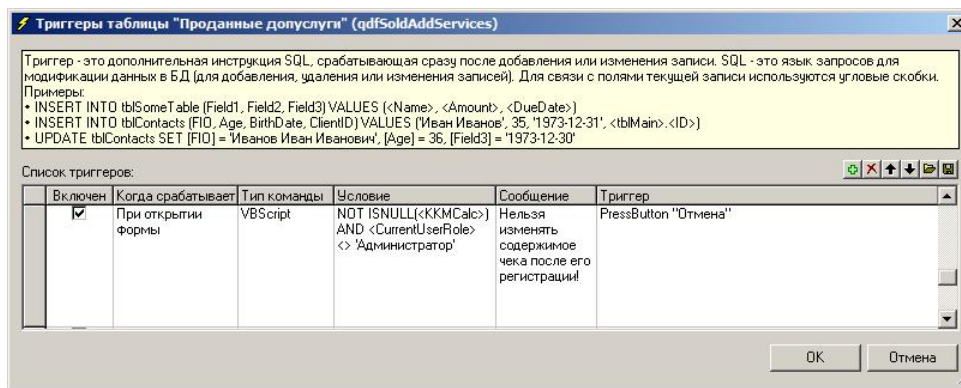 Триггеры таблицы "Проданные допуслуги" (qdfSoldAddServices)
Триггер - это дополнительная инструкция SQL, срабатывающая сразу после добавления или изменения записи. SQL - это язык запросов для
модификации данных в БД (для добавления, удаления или изменения записей). Для связи с полями текущей записи используются угловые скобки.
Примеры:
• INSERT INTO tblSomeTable (Field1, Field2, Field3) VALUES (<Name>, <Amount>, <DueDate>)
• INSERT INTO tblContacts (FIO, Age, BirthDate, ClientID) VALUES ('Иван Иванов', 35, '1973-12-31', <tblMain>.<ID>)
• UPDATE tblContacts SET [FIO] = 'Иванов Иван Иванович', [Age] = 36, [Field3] = '1973-12-30'
Список триггеров:
Включен Когда срабатывает Тип команды Условие Сообщение Триггер
При открытии VBScript NOT ISNULL(<KKMCalc>) Нельзя PressButton "Отмена"
формы AND <CurrentUserRole> изменять
<> 'Администратор' содержимое
чека после его
регистрации!
OK Отмена